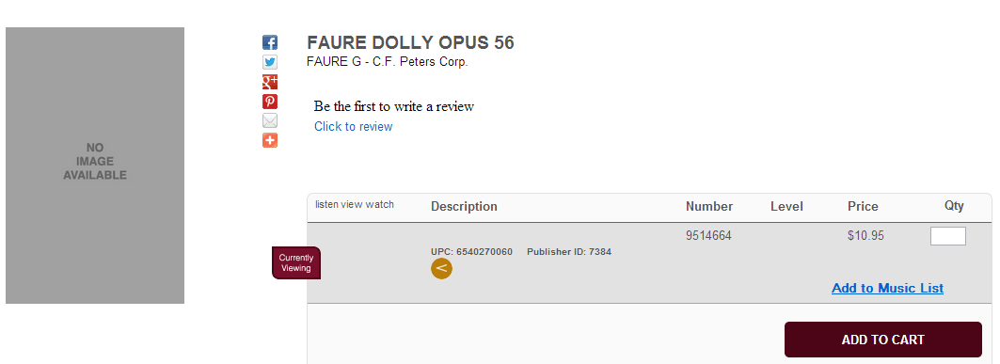 NO
IMAGE
AVAILABLE
FAURE DOLLY OPUS 56
FAURE G - C.F. Peters Corp.
Be the first to write a review
Click to review
listen view watch Description Number Level Price Qty
9514664 $10.95
UPC: 6540270060 Publisher ID: 7384
Currently
Viewing
<
Add to Music List
ADD TO CART